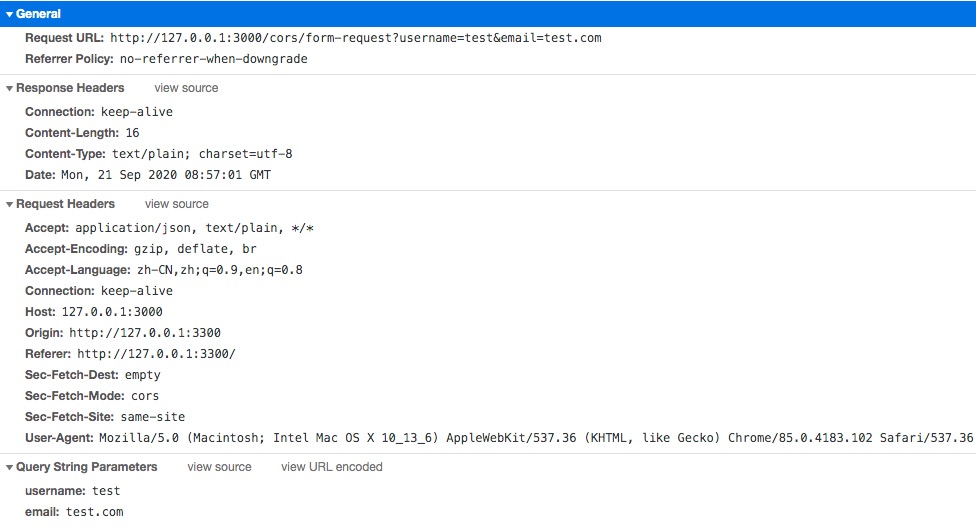 General
Request URL: http://127.0.0.1:3000/cors/form-request?username=test&email=test.com
Referrer Policy: no-referrer-when-downgrade
Response Headers view source
Connection: keep-alive
Content-Length: 16
Content-Type: text/plain; charset=utf-8
Date: Mon, 21 Sep 2020 08:57:01 GMT
Request Headers view source
Accept: application/json, text/plain, */*
Accept-Encoding: gzip, deflate, br
Accept-Language: zh-CN,zh;q=0.9,en;q=0.8
Connection: keep-alive
Host: 127.0.0.1:3000
Origin: http://127.0.0.1:3300
Referer: http://127.0.0.1:3300/
Sec-Fetch-Dest: empty
Sec-Fetch-Mode: cors
Sec-Fetch-Site: same-site
User-Agent: Mozilla/5.0 (Macintosh; Intel Mac OS X 10_13_6) AppleWebKit/537.36 (KHTML, like Gecko) Chrome/85.0.4183.102 Safari/537.36
Query String Parameters view source view URL encoded
username: test
email: test.com